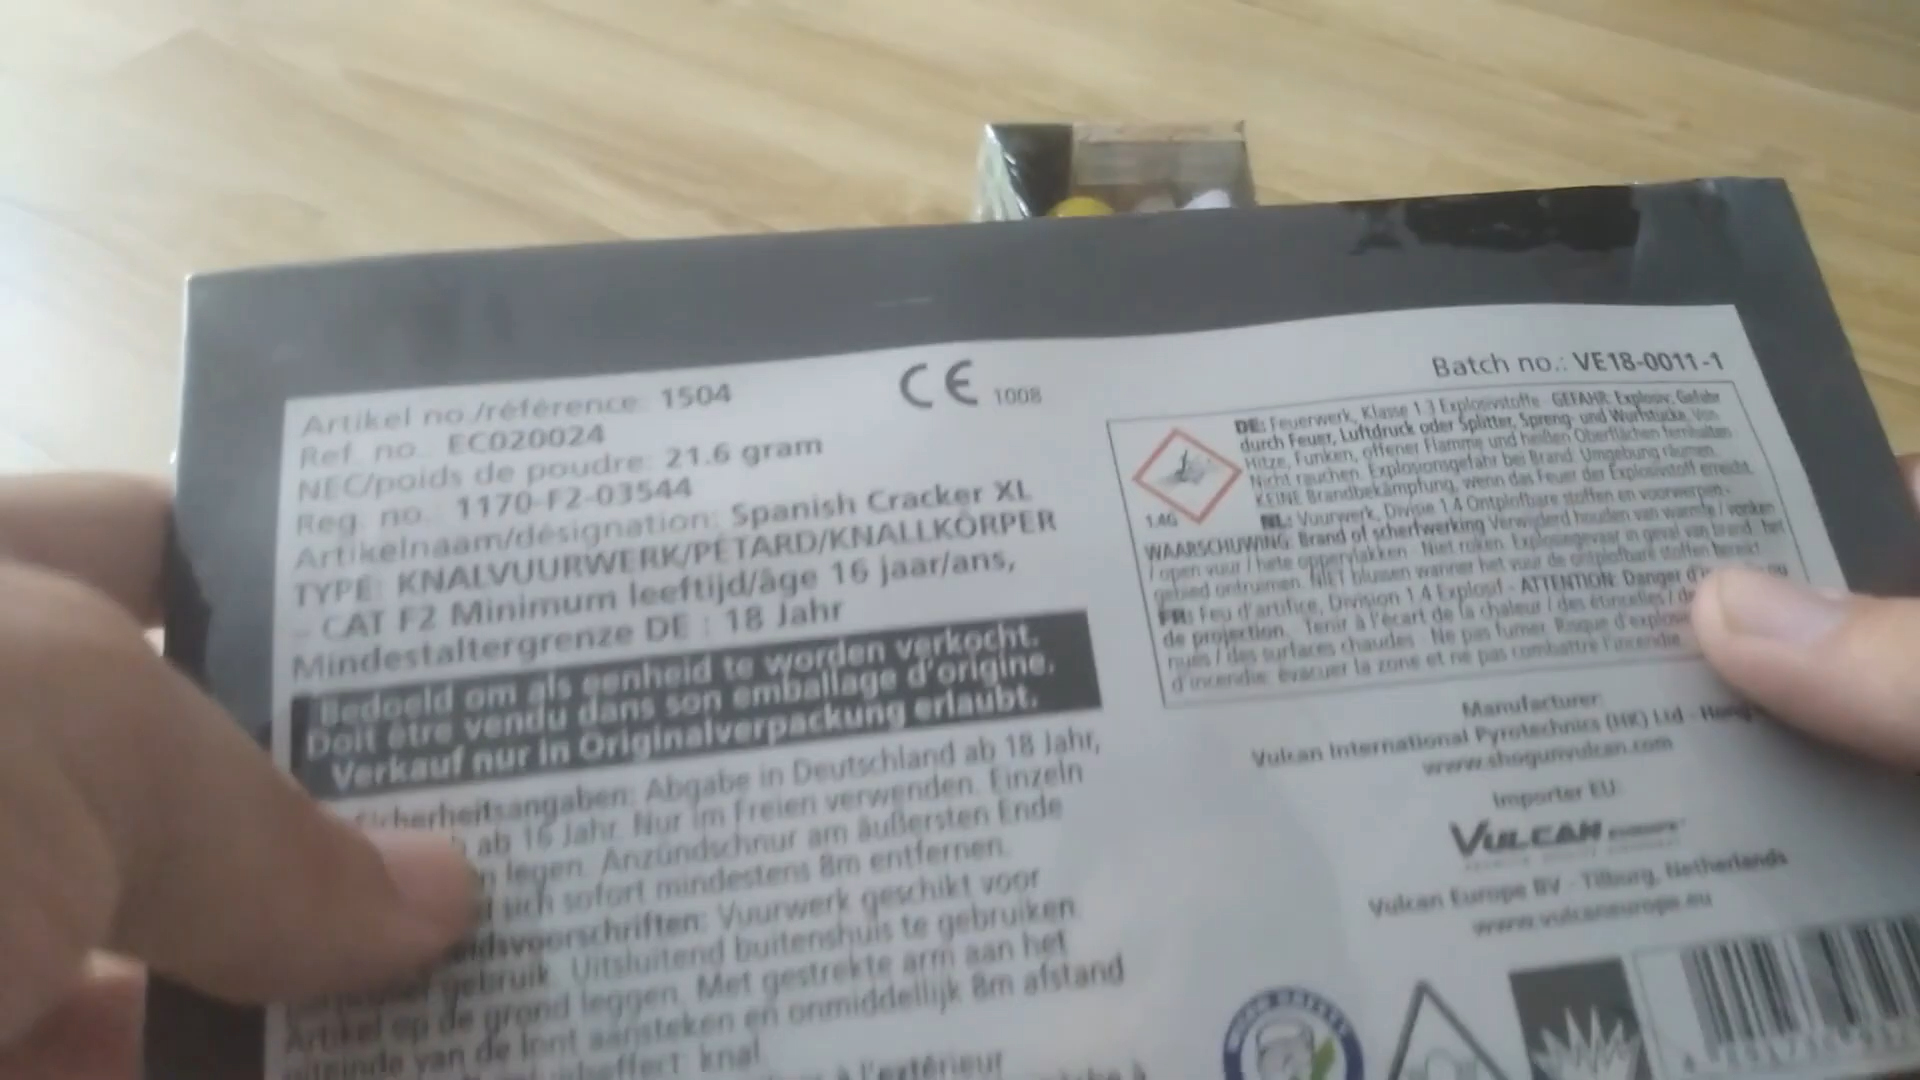 Artikel no./référence: 1504
Ref. no.: EC020024
NEC/poids de poudre: 21.6 gram
Reg. no.: 1170-F2-03544
Artikelnaam/désignation: Spanish Cracker XL
TYPE: KNALVUURWERK/PÉTARD/KNALLKÖRPER
- CAT F2 Minimum leeftijd/âge 16 jaar/ans,
Mindestaltergrenze DE : 18 Jahr
Bedoeld om als eenheid te worden verkocht.
Doit être vendu dans son emballage d'origine.
Verkauf nur in Originalverpackung erlaubt.
Sicherheitsangaben: Abgabe in Deutschland ab 18 Jahr,
ab 16 Jahr. Nur im Freien verwenden. Einzeln
legen. Anzündschnur am äußersten Ende
sich sofort mindestens 8m entfernen.
Vuurwerk geschikt voor
gebruik. Uitsluitend buitenshuis te gebruiken.
Artikel op de grond leggen. Met gestrekte arm aan het
uiteinde van de lont aansteken en onmiddellijk 8m afstand
knal
à l'extérieur
CE 1008
Batch no.: VE18-0011-1
DE: Feuerwerk, Klasse 1.3 Explosivstoffe - GEFAHR: Explosiv, Gefahr
durch Feuer, Luftdruck oder Splitter, Spreng- und Wurfstücke. Von
Hitze, Funken, offener Flamme und heißen Oberflächen fernhalten
Nicht rauchen. Explosionsgefahr bei Brand. Umgebung räumen.
KEINE Brandbekämpfung, wenn das Feuer der Explosivstoff erreicht.
1.4G
NL: Vuurwerk, Divisie 1.4 Ontplofbare stoffen en voorwerpen -
WAARSCHUWING: Brand of scherfwerking Verwijderd houden van warmte / vonken
/ open vuur / hete oppervlakken - Niet roken. Explosiegevaar in geval van brand. het
gebied ontruimen. NIET blussen wanneer het vuur de ontplofbare stoffen bereikt
FR: Feu d'artifice, Division 1.4 Explosif - ATTENTION: Danger
de projection. Tenir à l'écart de la chaleur / des étincelles /
nues / des surfaces chaudes - Ne pas fumer. Risque
d'incendie: évacuer la zone et ne pas combattre l'incendie
Manufacturer:
Vulcan International Pyrotechnics (HK) Ltd -
www.shogunvulcan.com
Importer EU:
VULCAN EUROPE
Vulcan Europe BV - Tilburg, Netherlands
www.vulcaneurope.eu